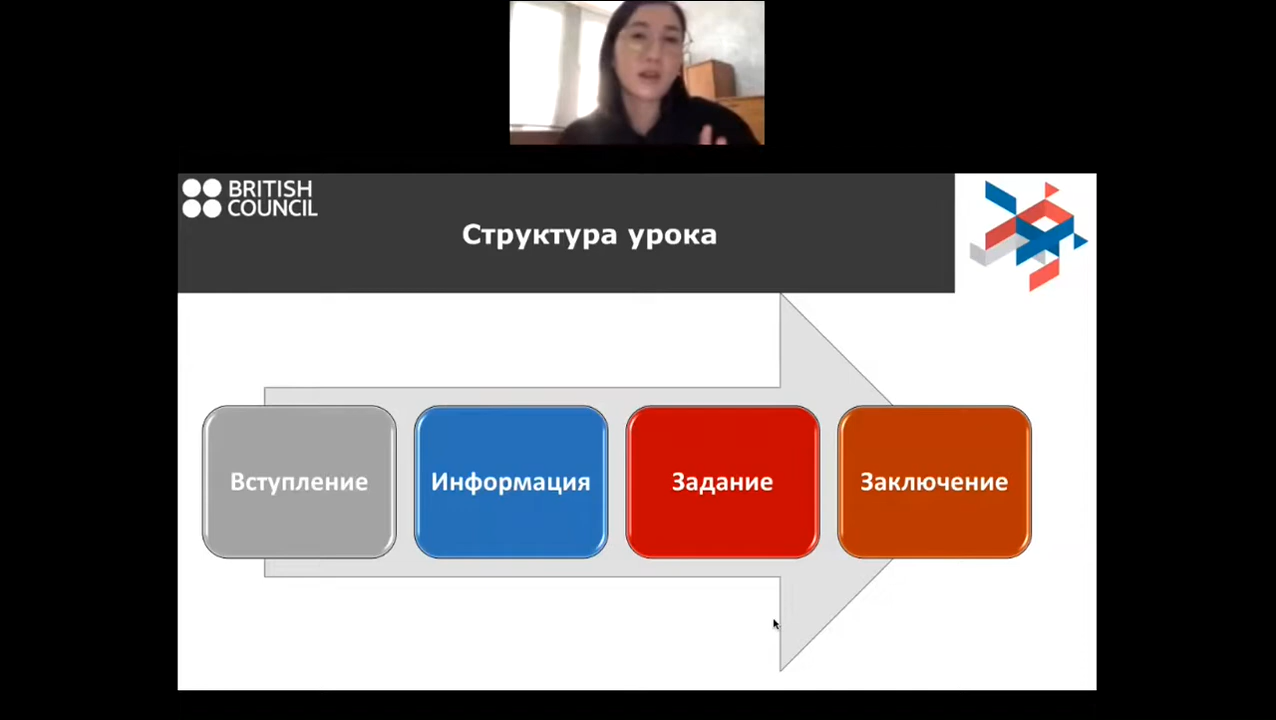 BRITISH
COUNCIL
Структура урока
Вступление
Информация
Задание
Заключение